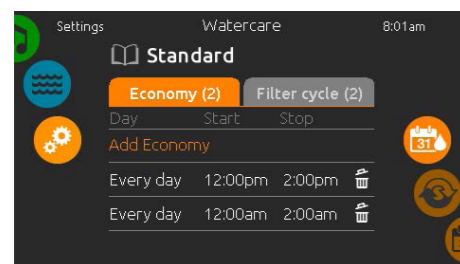 Settings Watercare 8:01am
Standard
Economy (2) Filter cycle (2)
Day Start Stop
Add Economy
Every day 12:00pm 2:00pm
Every day 12:00am 2:00am
31